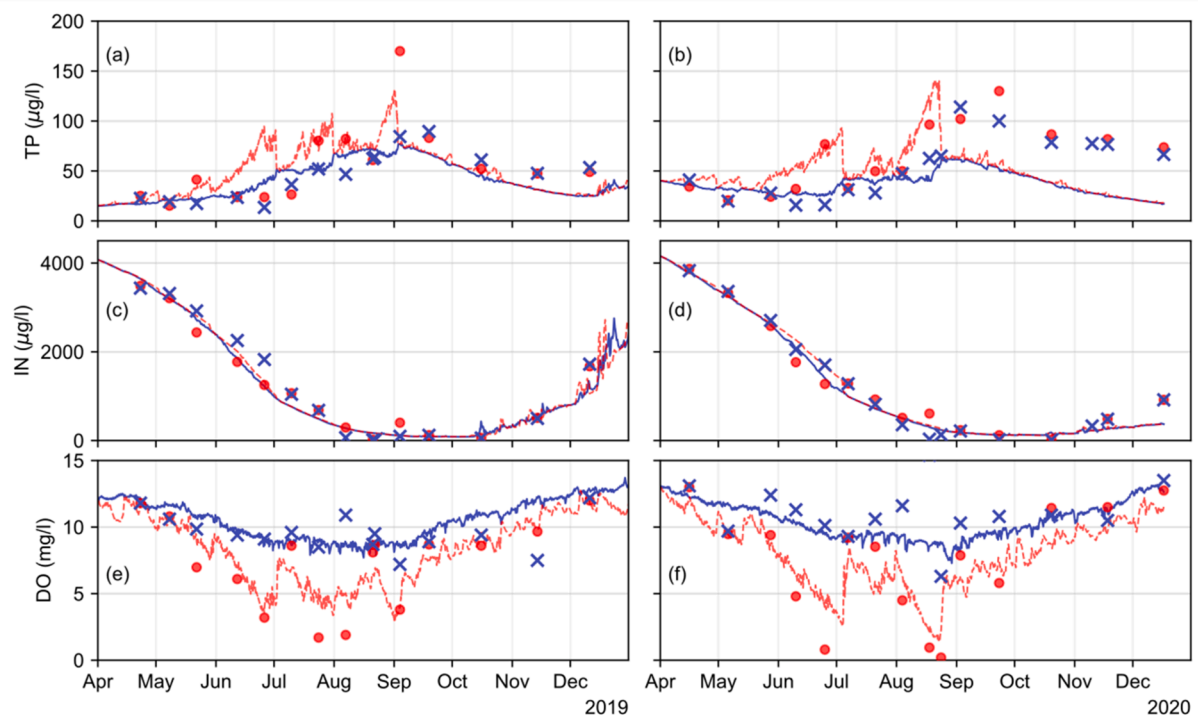 200
150
100
50
0
TP (μg/l)
(a)
(b)
4000
2000
0
IN (μg/l)
(c)
(d)
15
10
5
0
DO (mg/l)
(e)
(f)
Apr May Jun Jul Aug Sep Oct Nov Dec
2019
Apr May Jun Jul Aug Sep Oct Nov Dec
2020